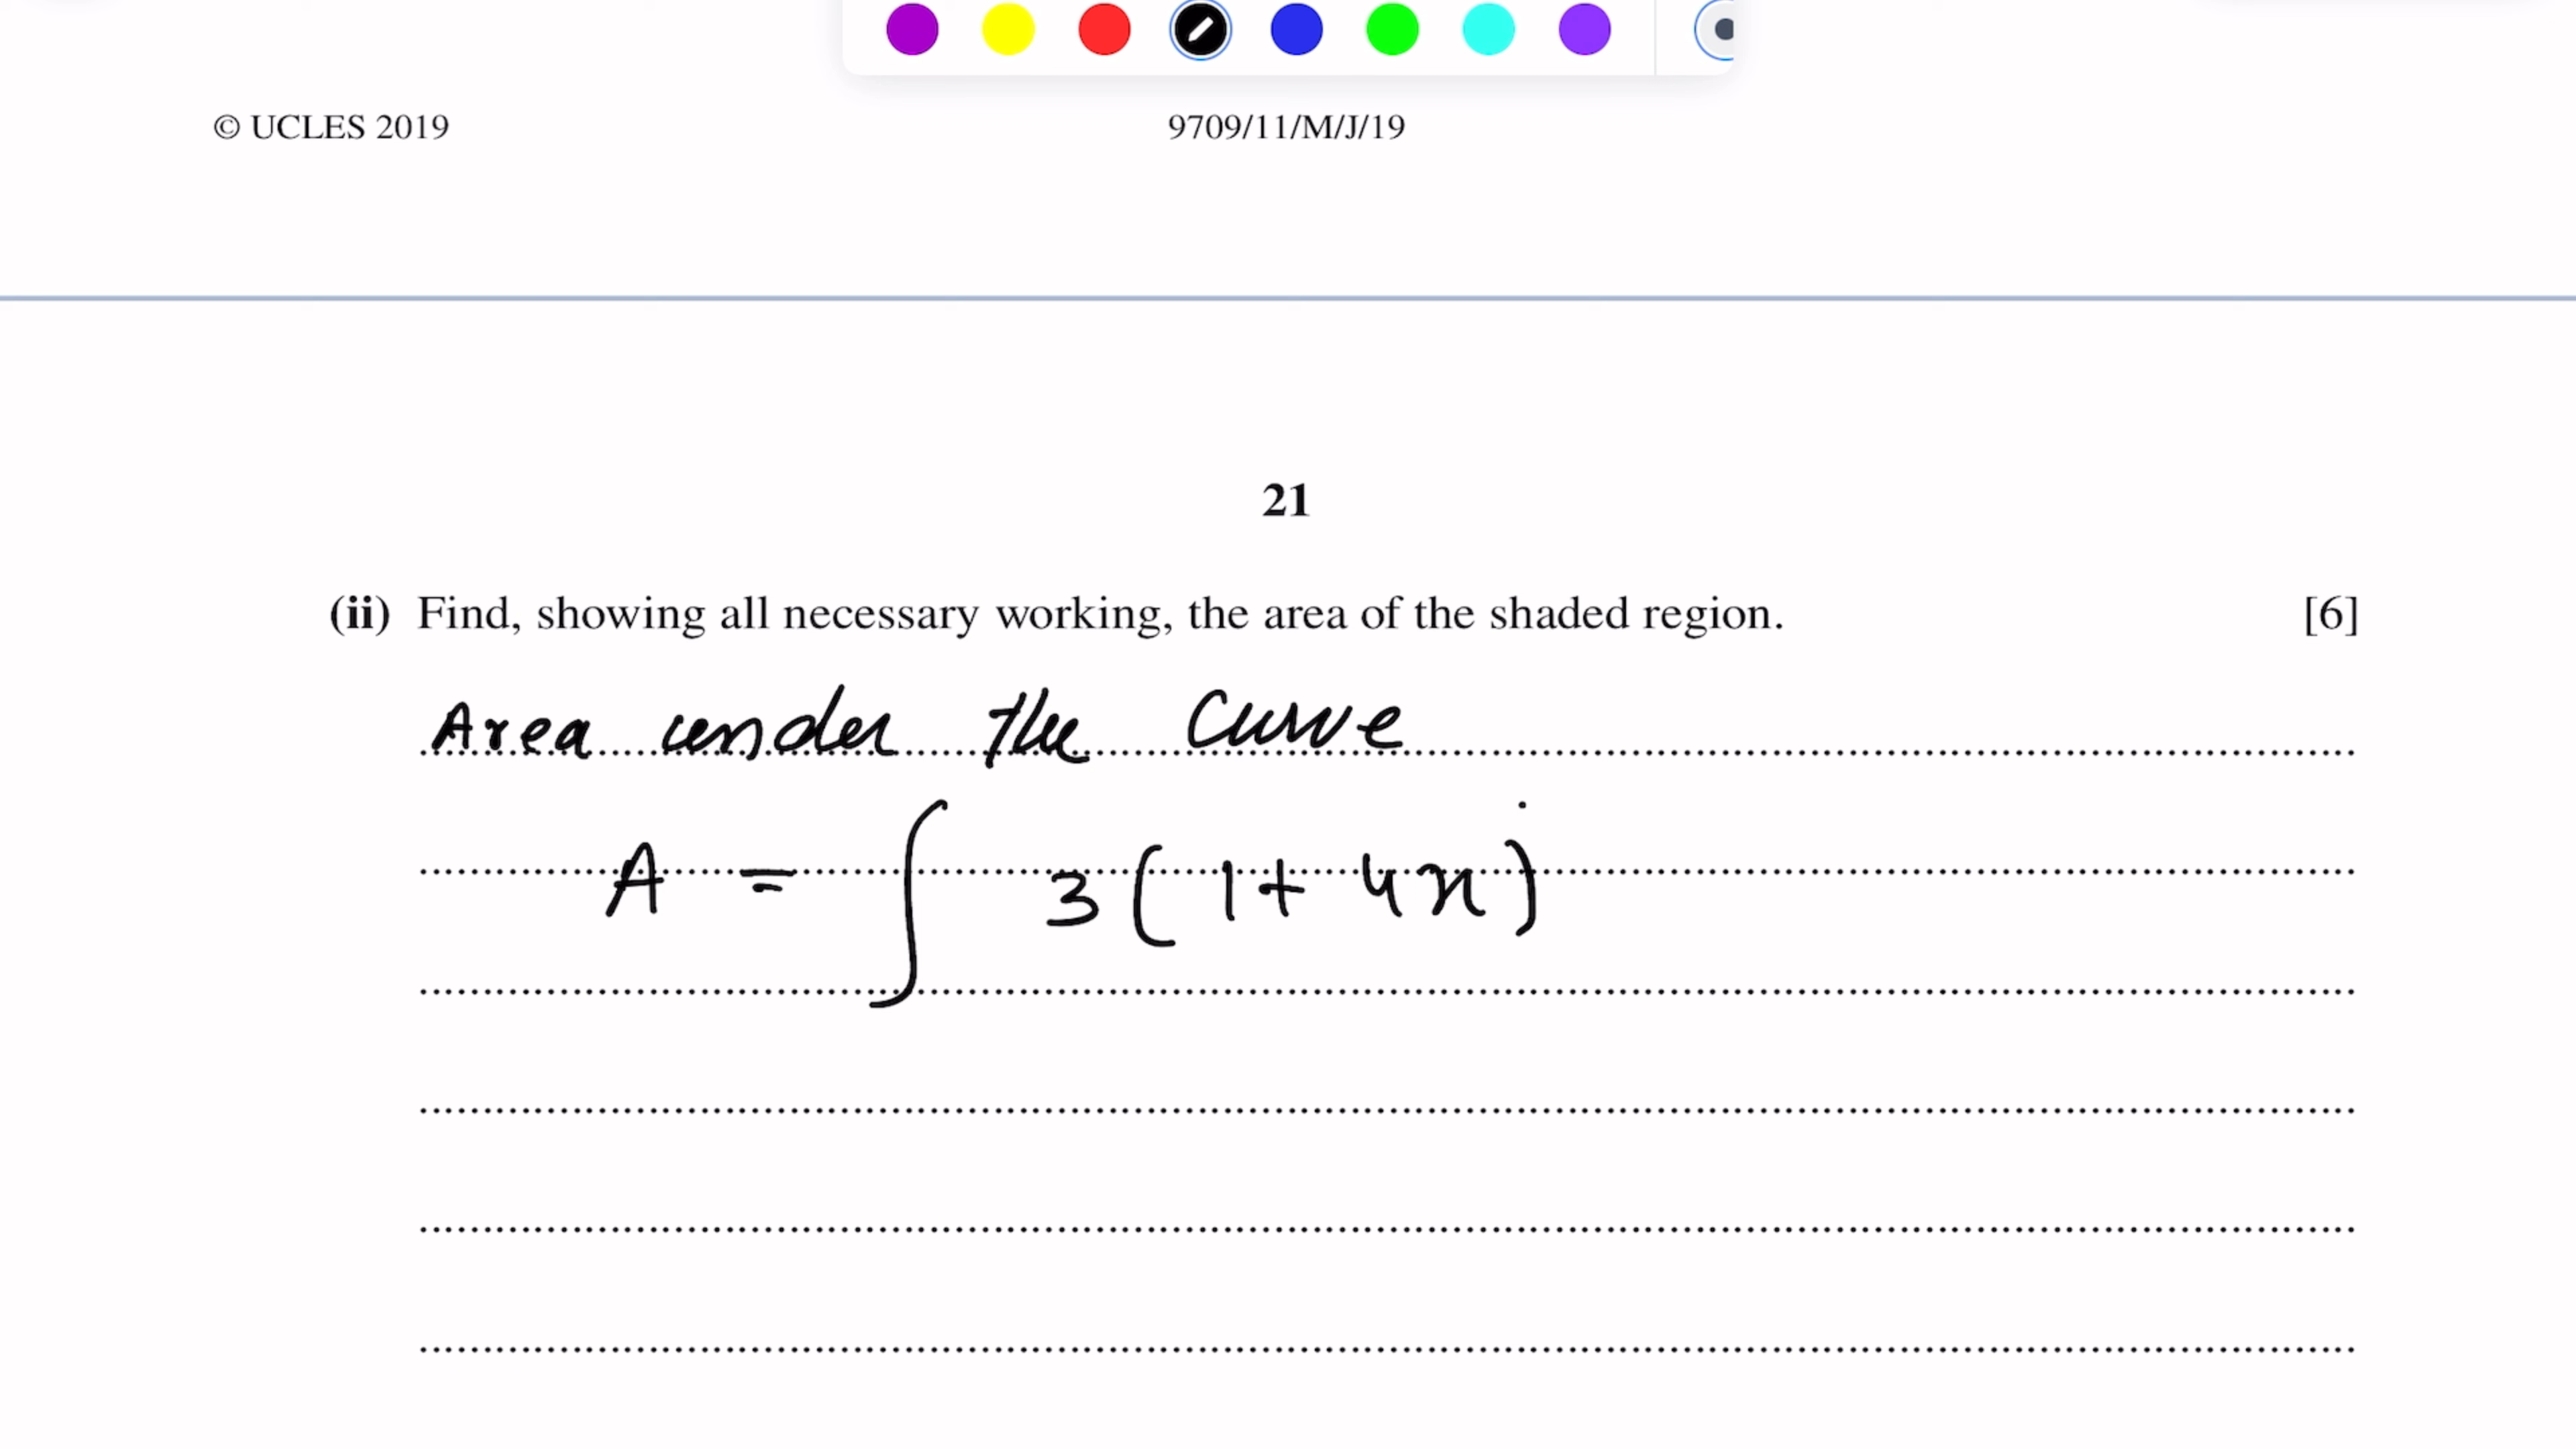 © UCLES 2019 9709/11/M/J/19
21
(ii) Find, showing all necessary working, the area of the shaded region. [6]
Area under the Curve
A = ∫ 3(1+4x)